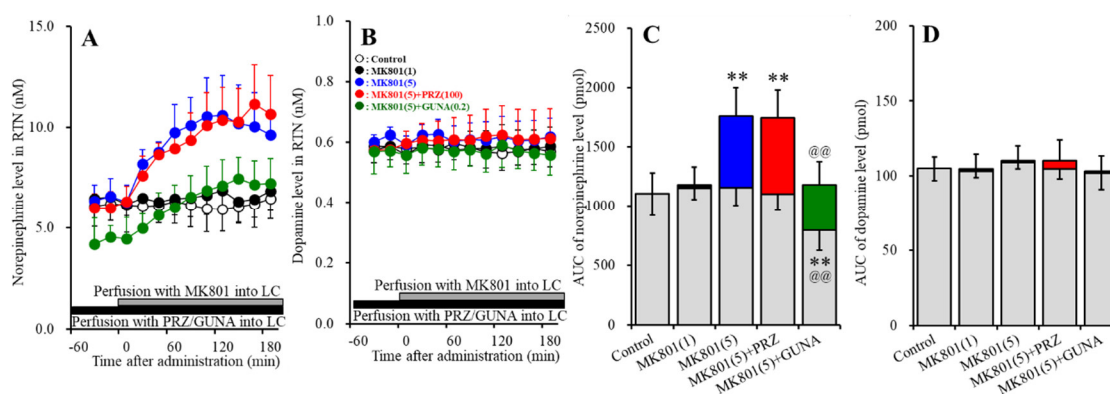 A
Norepinephrine level in RTN (nM)
15.0
10.0
5.0
0.0
Perfusion with MK801 into LC
Perfusion with PRZ/GUNA into LC
-60 0 60 120 180
Time after administration (min)
B
Dopamine level in RTN (nM)
1.0
0.8
0.6
0.4
0.2
0.0
: Control
: MK801(1)
: MK801(5)
: MK801(5)+PRZ(100)
: MK801(5)+GUNA(0.2)
Perfusion with MK801 into LC
Perfusion with PRZ/GUNA into LC
-60 0 60 120 180
Time after administration (min)
C
AUC of norepinephrine level (pmol)
2500
2000
1500
1000
500
0
**
**
@@
**
@@
Control
MK801(1)
MK801(5)
MK801(5)+PRZ
MK801(5)+GUNA
D
AUC of dopamine level (pmol)
200
150
100
50
0
Control
MK801(1)
MK801(5)
MK801(5)+PRZ
MK801(5)+GUNA